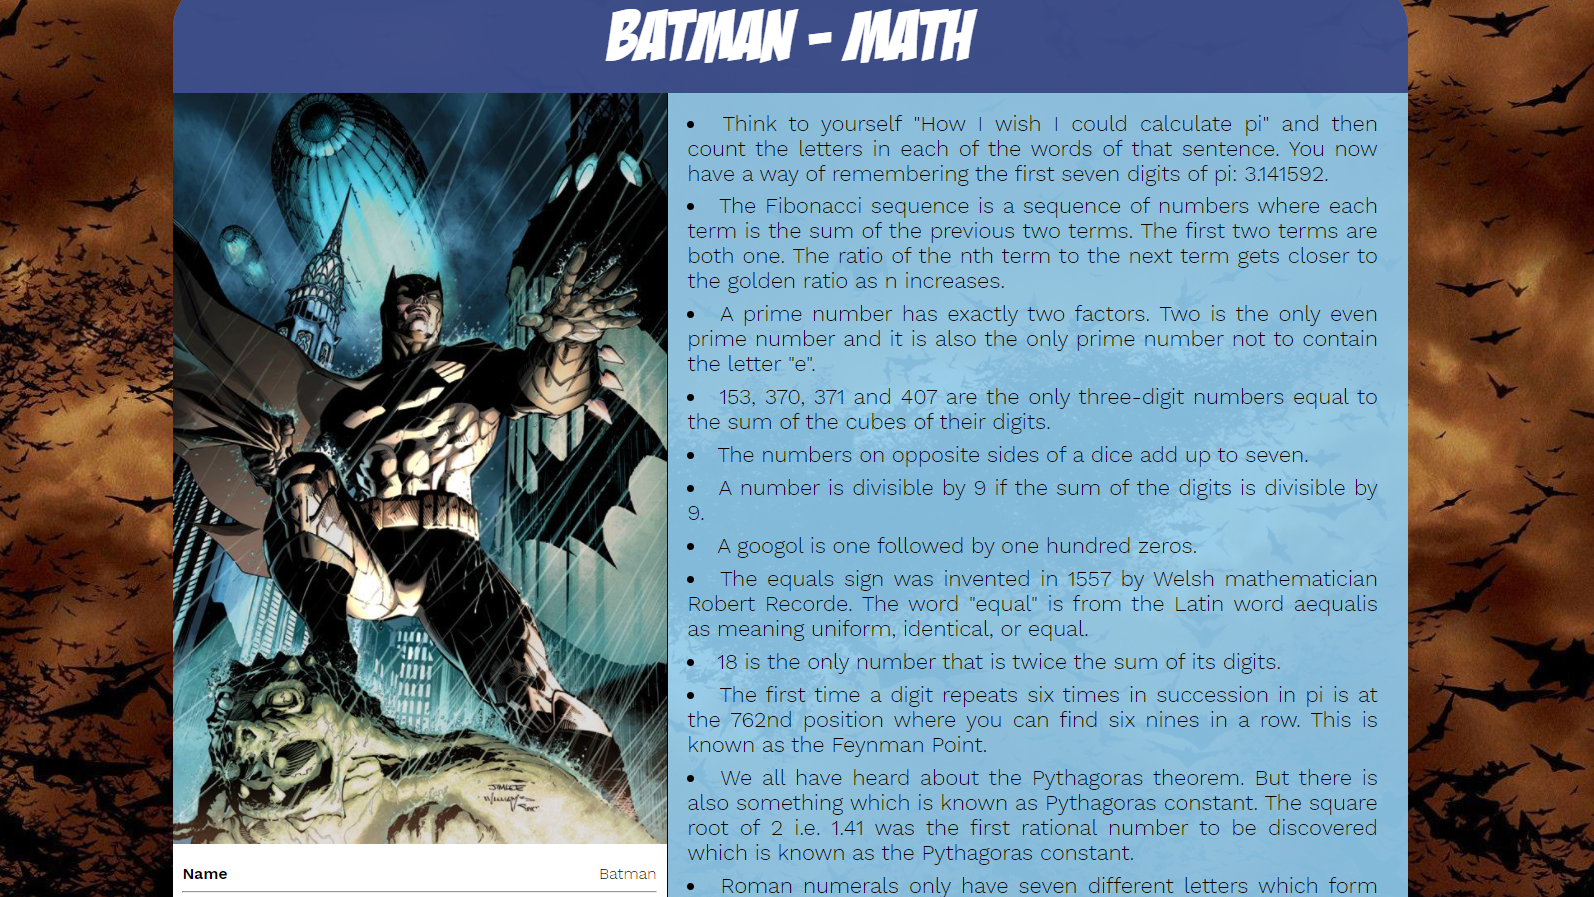 BATMAN - MATH
• Think to yourself "How I wish I could calculate pi" and then
count the letters in each of the words of that sentence. You now
have a way of remembering the first seven digits of pi: 3.141592.
• The Fibonacci sequence is a sequence of numbers where each
term is the sum of the previous two terms. The first two terms are
both one. The ratio of the nth term to the next term gets closer to
the golden ratio as n increases.
• A prime number has exactly two factors. Two is the only even
prime number and it is also the only prime number not to contain
the letter "e".
• 153, 370, 371 and 407 are the only three-digit numbers equal to
the sum of the cubes of their digits.
• The numbers on opposite sides of a dice add up to seven.
• A number is divisible by 9 if the sum of the digits is divisible by
9.
• A googol is one followed by one hundred zeros.
• The equals sign was invented in 1557 by Welsh mathematician
Robert Recorde. The word "equal" is from the Latin word aequalis
as meaning uniform, identical, or equal.
• 18 is the only number that is twice the sum of its digits.
• The first time a digit repeats six times in succession in pi is at
the 762nd position where you can find six nines in a row. This is
known as the Feynman Point.
• We all have heard about the Pythagoras theorem. But there is
also something which is known as Pythagoras constant. The square
root of 2 i.e. 1.41 was the first rational number to be discovered
which is known as the Pythagoras constant.
• Roman numerals only have seven different letters which form
JIM LEE
Name Batman